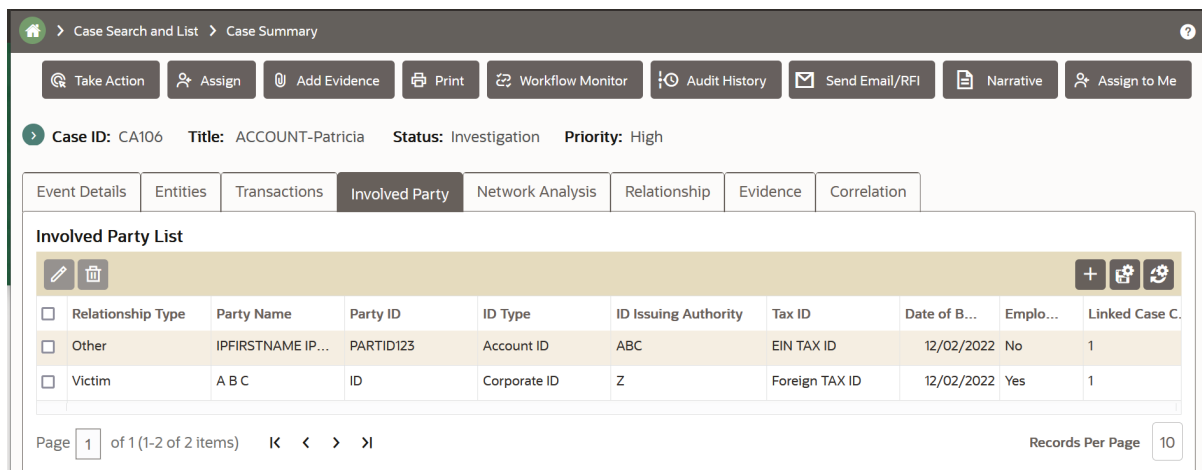 Case Search and List > Case Summary
?
Take Action Assign Add Evidence Print Workflow Monitor Audit History Send Email/RFI Narrative Assign to Me
Case ID: CA106 Title: ACCOUNT-Patricia Status: Investigation Priority: High
Event Details Entities Transactions Involved Party Network Analysis Relationship Evidence Correlation
Involved Party List
Relationship Type Party Name Party ID ID Type ID Issuing Authority Tax ID Date of B... Emplo... Linked Case C.
Other IPFIRSTNAME IP... PARTID123 Account ID ABC EIN TAX ID 12/02/2022 No 1
Victim A B C ID Corporate ID Z Foreign TAX ID 12/02/2022 Yes 1
Page 1 of 1 (1-2 of 2 items) Records Per Page 10